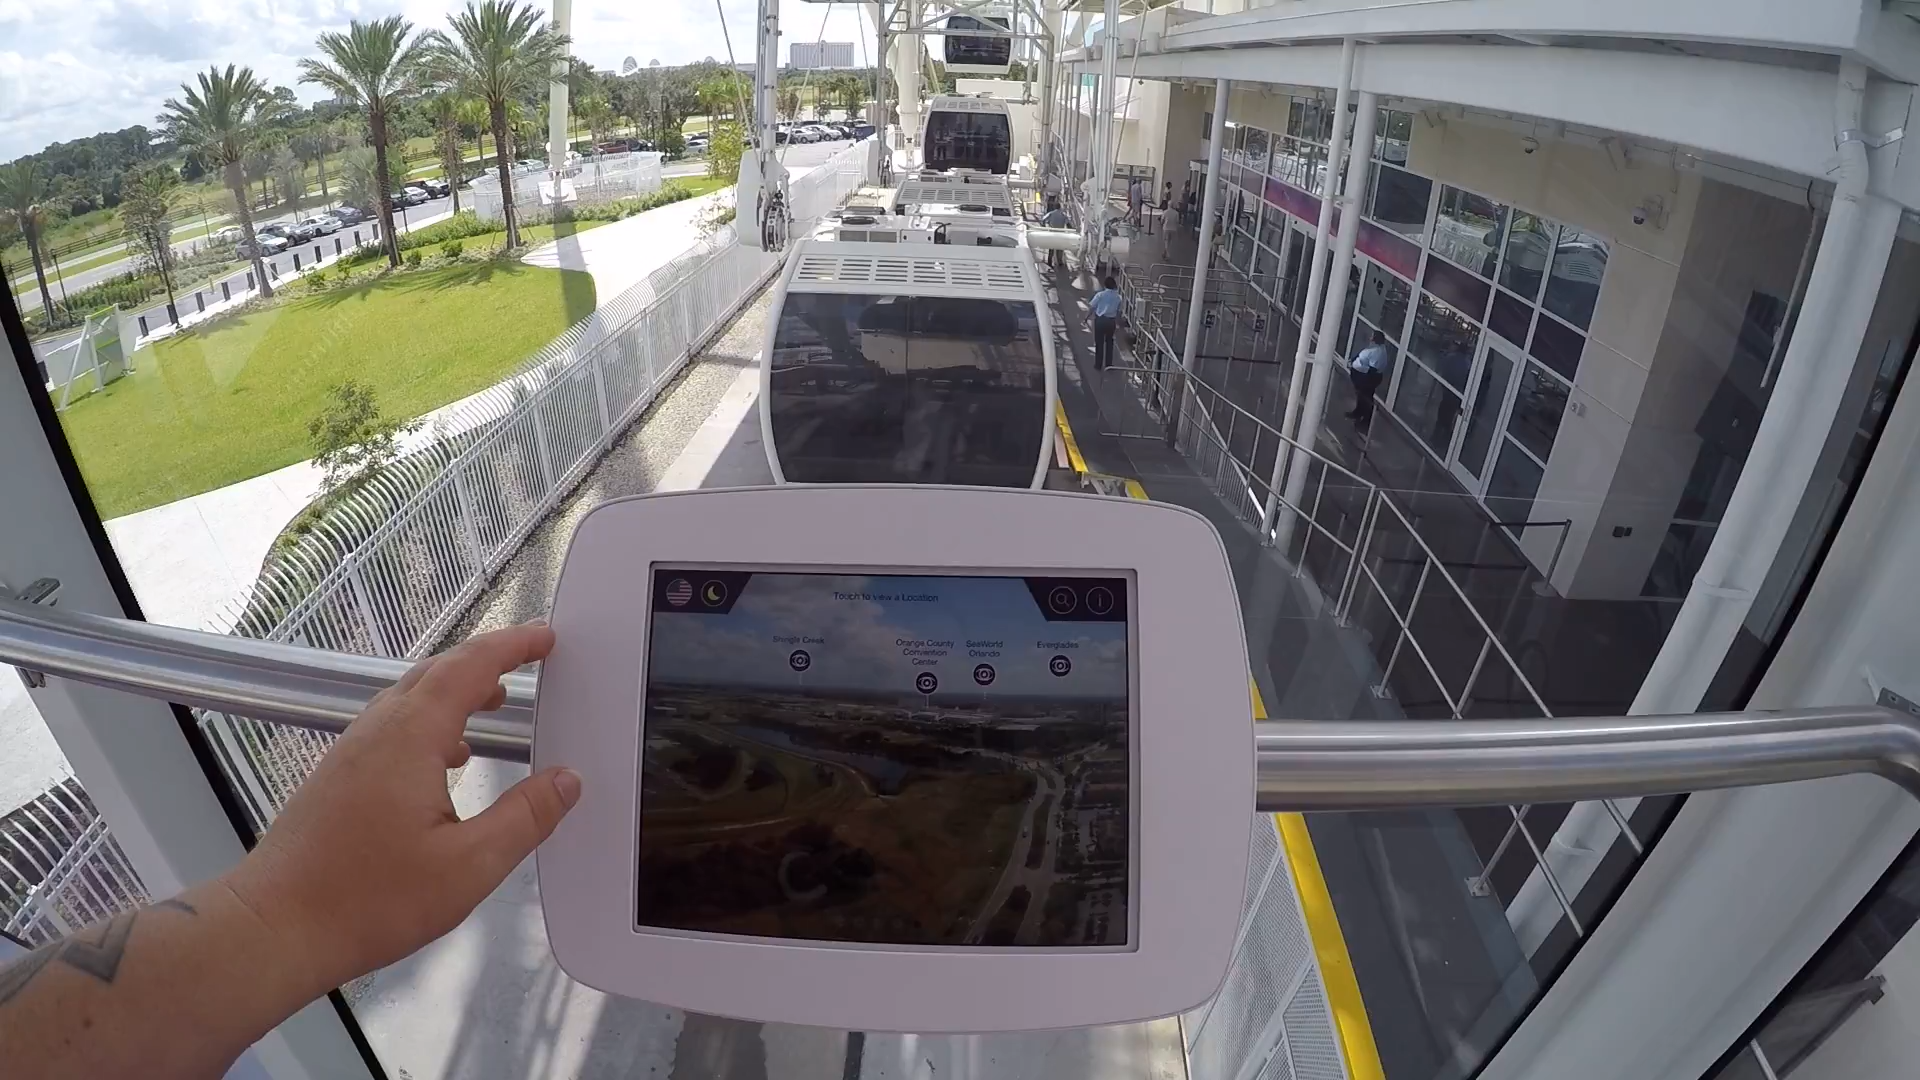 Touch to view a Location
Shingle Creek
Orange County
Convention
Center
SeaWorld
Orlando
Everglades